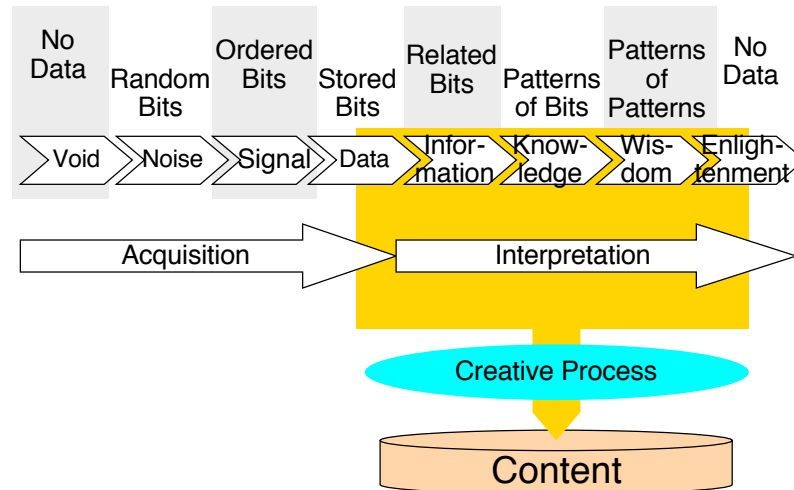 No
Data
Random
Bits
Ordered
Bits
Stored
Bits
Related
Bits
Patterns
of Bits
Patterns
of
Patterns
No
Data
Void
Noise
Signal
Data
Infor-
mation
Know-
ledge
Wis-
dom
Enligh-
tenment
Acquisition
Interpretation
Creative Process
Content